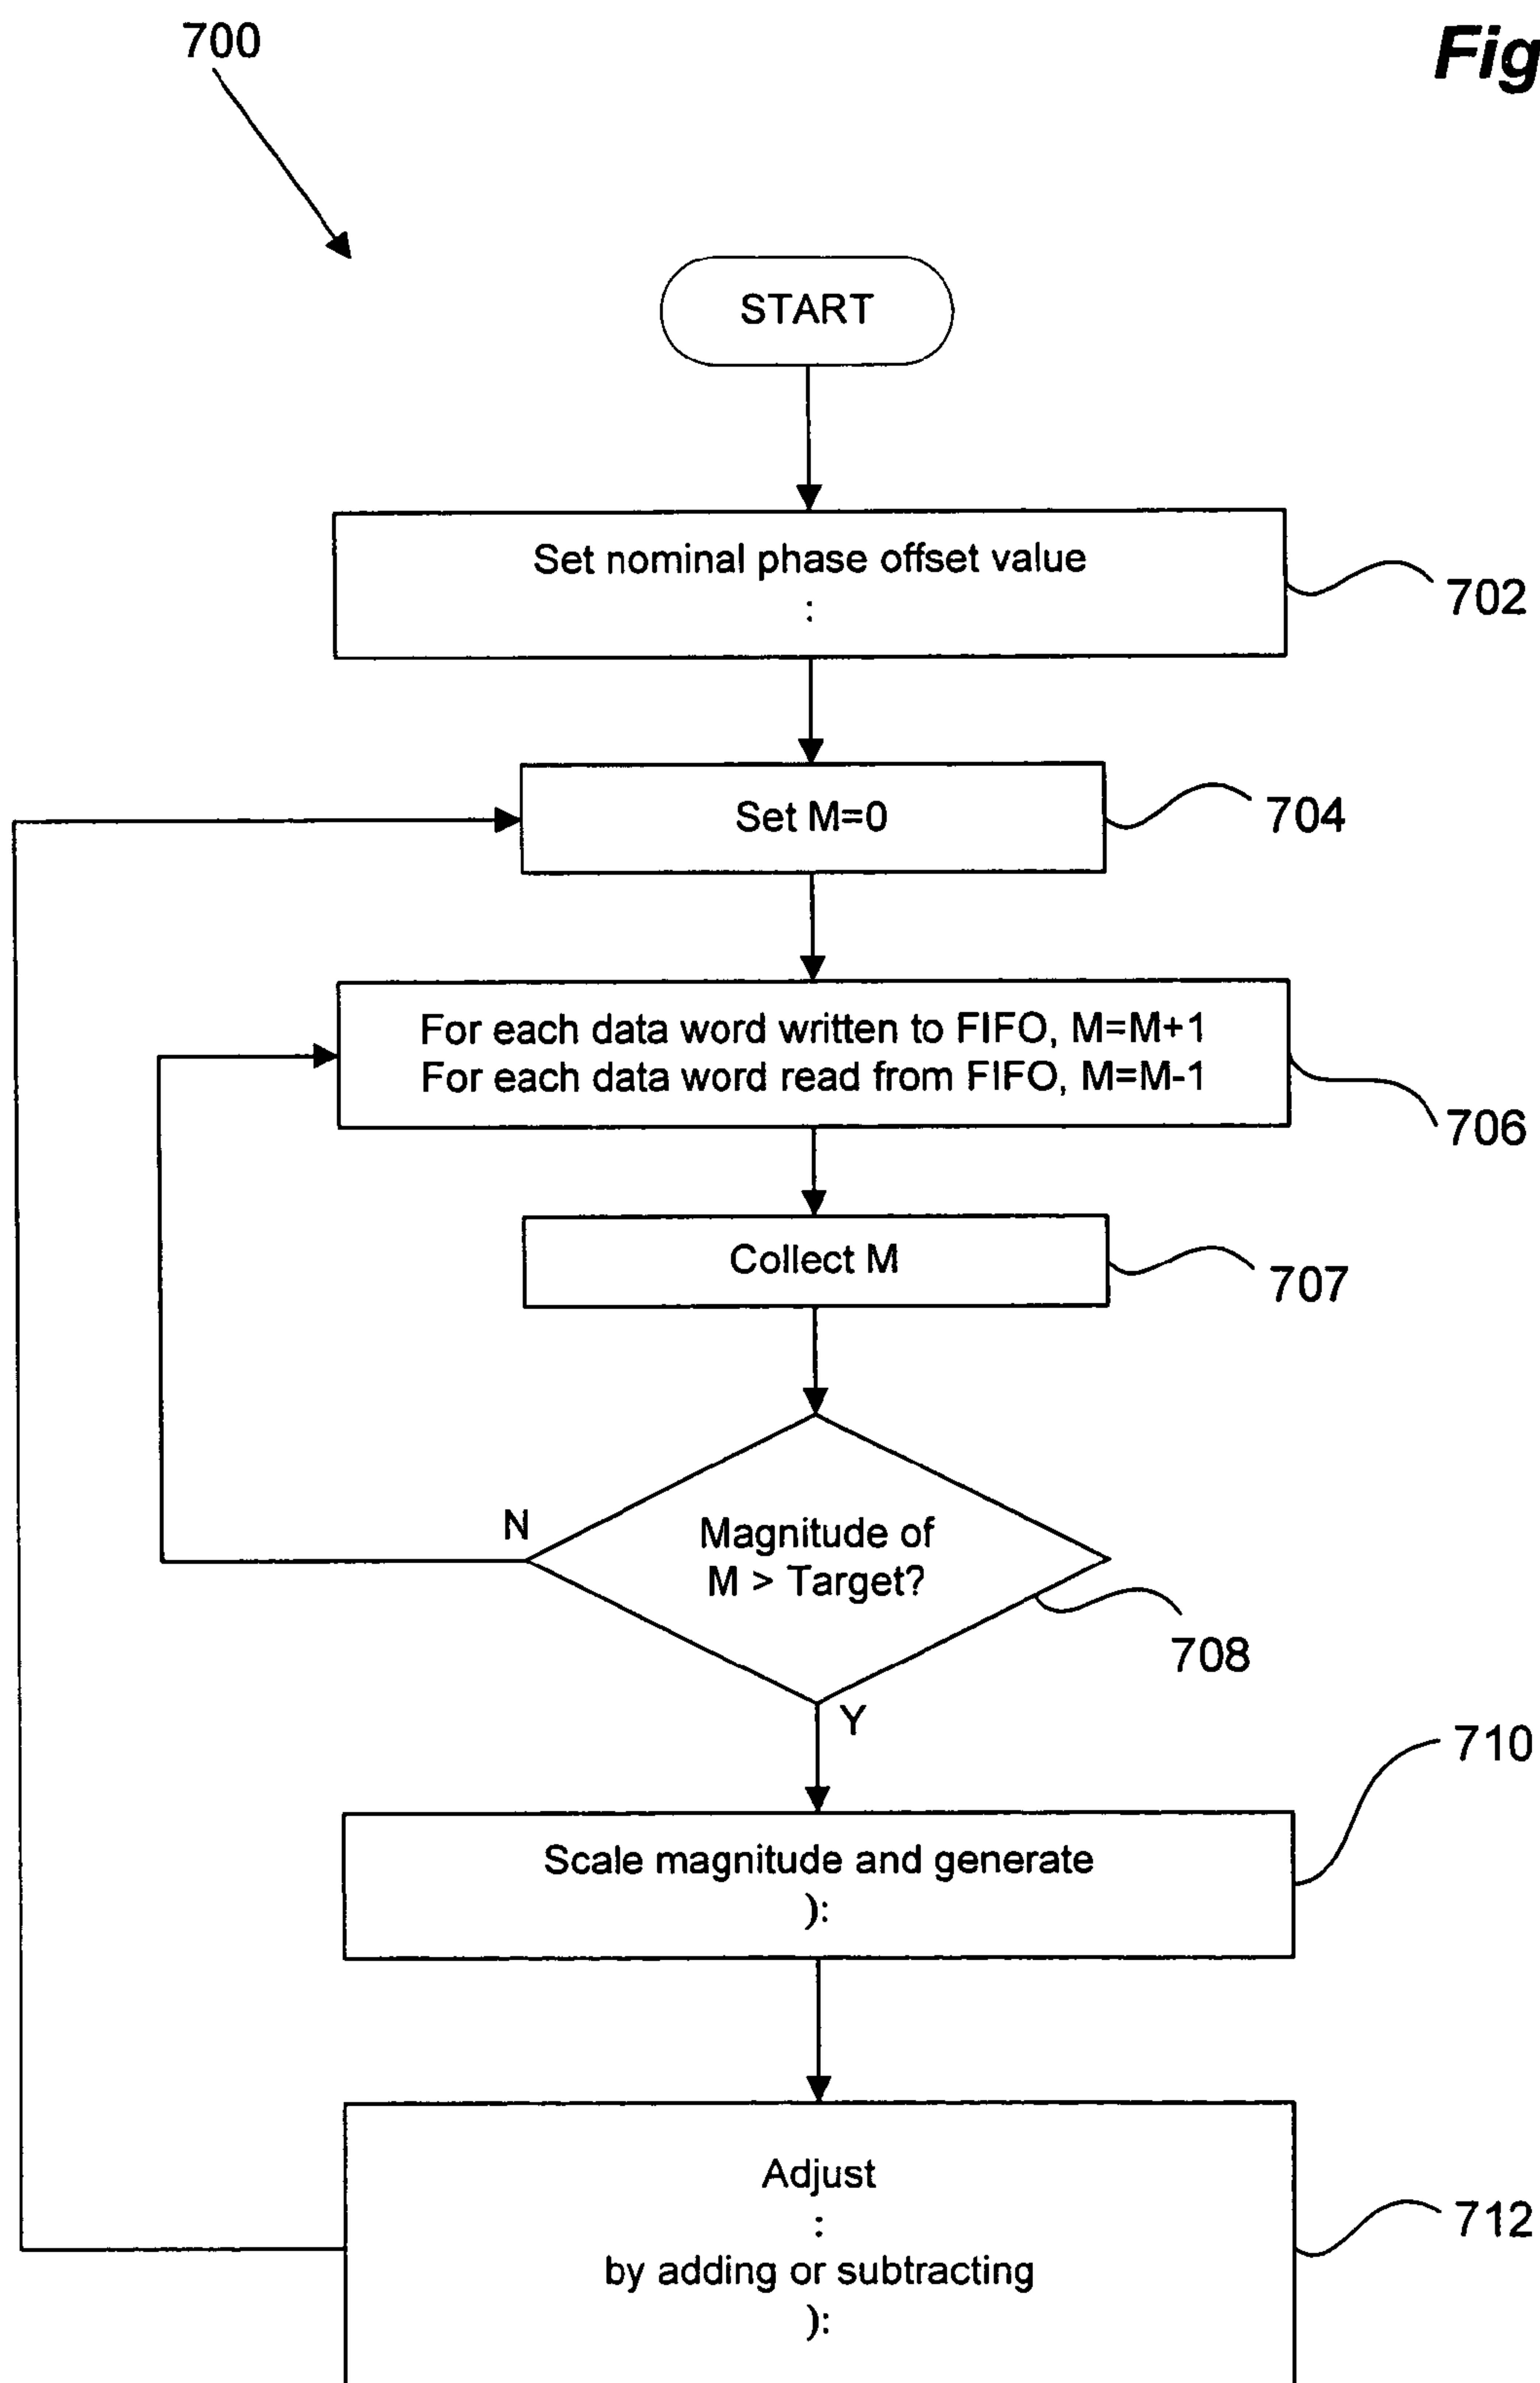 700
Fig
START
Set nominal phase offset value
:
702
Set M=0
704
For each data word written to FIFO, M=M+1
For each data word read from FIFO, M=M-1
706
Collect M
707
N
Magnitude of
M > Target?
708
Y
710
Scale magnitude and generate
):
Adjust
:
by adding or subtracting
):
712